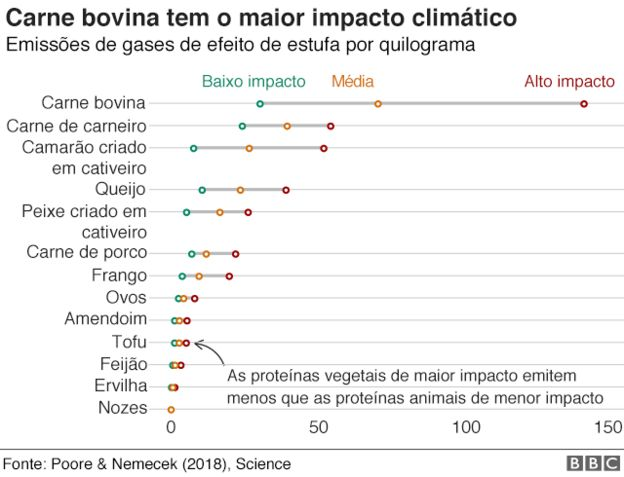 Carne bovina tem o maior impacto climático
Emissões de gases de efeito de estufa por quilograma
Baixo impacto Média Alto impacto
Carne bovina
Carne de carneiro
Camarão criado
em cativeiro
Queijo
Peixe criado em
cativeiro
Carne de porco
Frango
Ovos
Amendoim
Tofu
Feijão
Ervilha
Nozes
As proteínas vegetais de maior impacto emitem
menos que as proteínas animais de menor impacto
0 50 100 150
Fonte: Poore & Nemecek (2018), Science
BBC